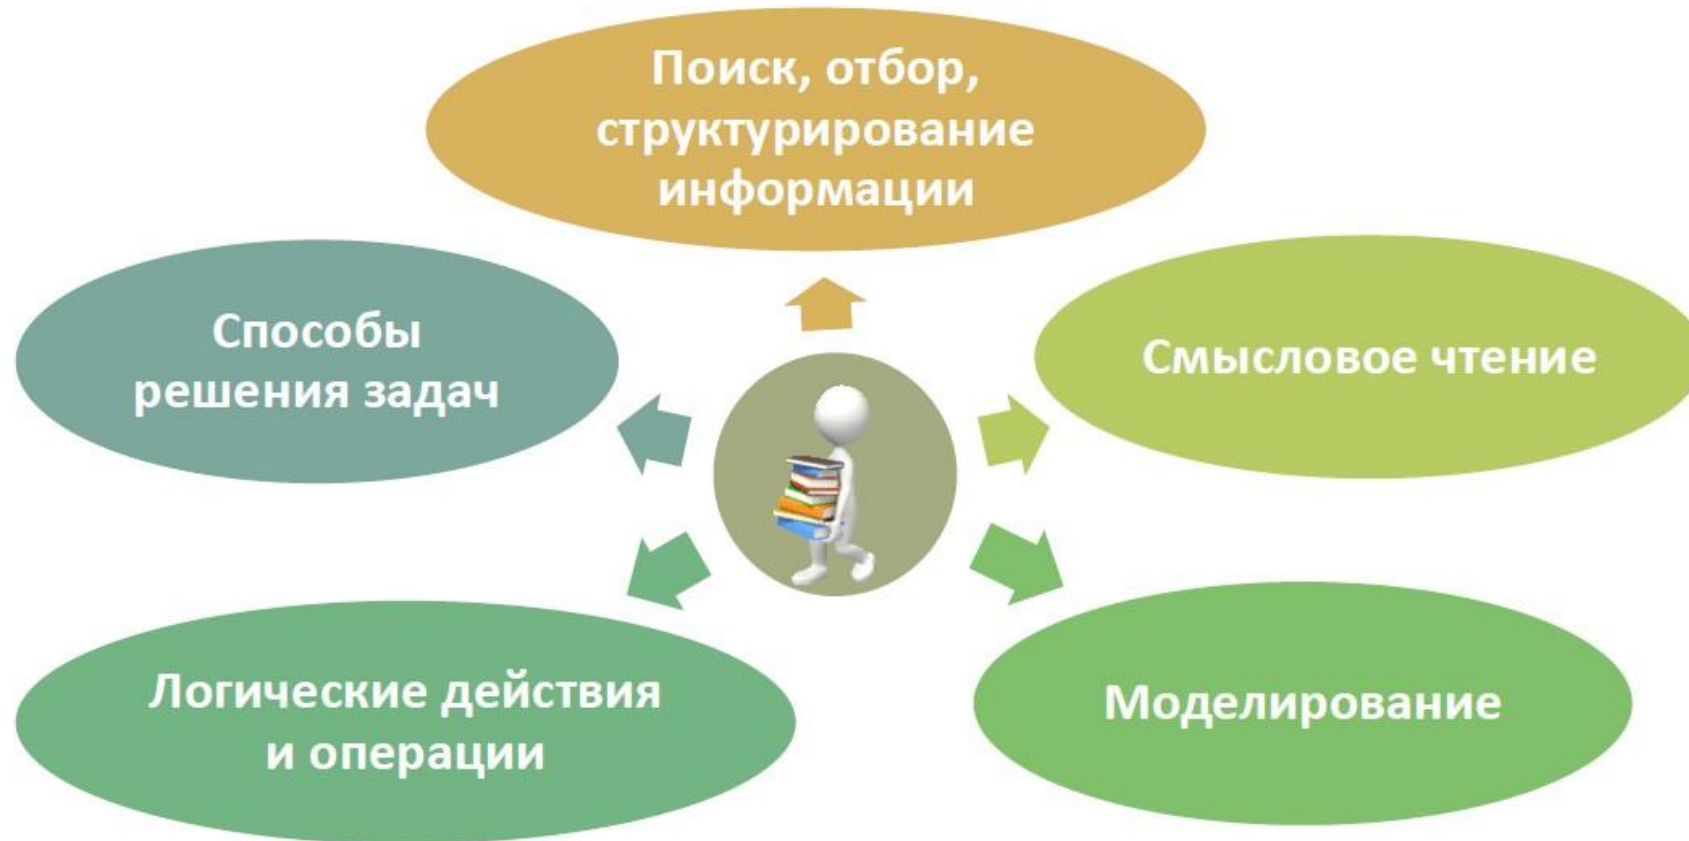 Поиск, отбор,
структурирование
информации
Способы
решения задач
Смысловое чтение
Логические действия
и операции
Моделирование